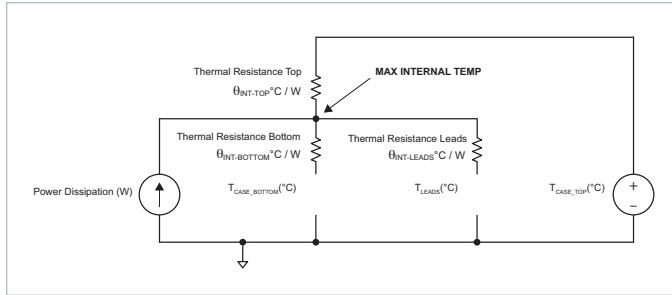 Thermal Resistance Top
θINT-TOP°C / W
MAX INTERNAL TEMP
Thermal Resistance Bottom
θINT-BOTTOM°C / W
Thermal Resistance Leads
θINT-LEADS°C / W
Power Dissipation (W)
TCASE_BOTTOM(°C)
TLEADS(°C)
TCASE_TOP(°C)
+
–